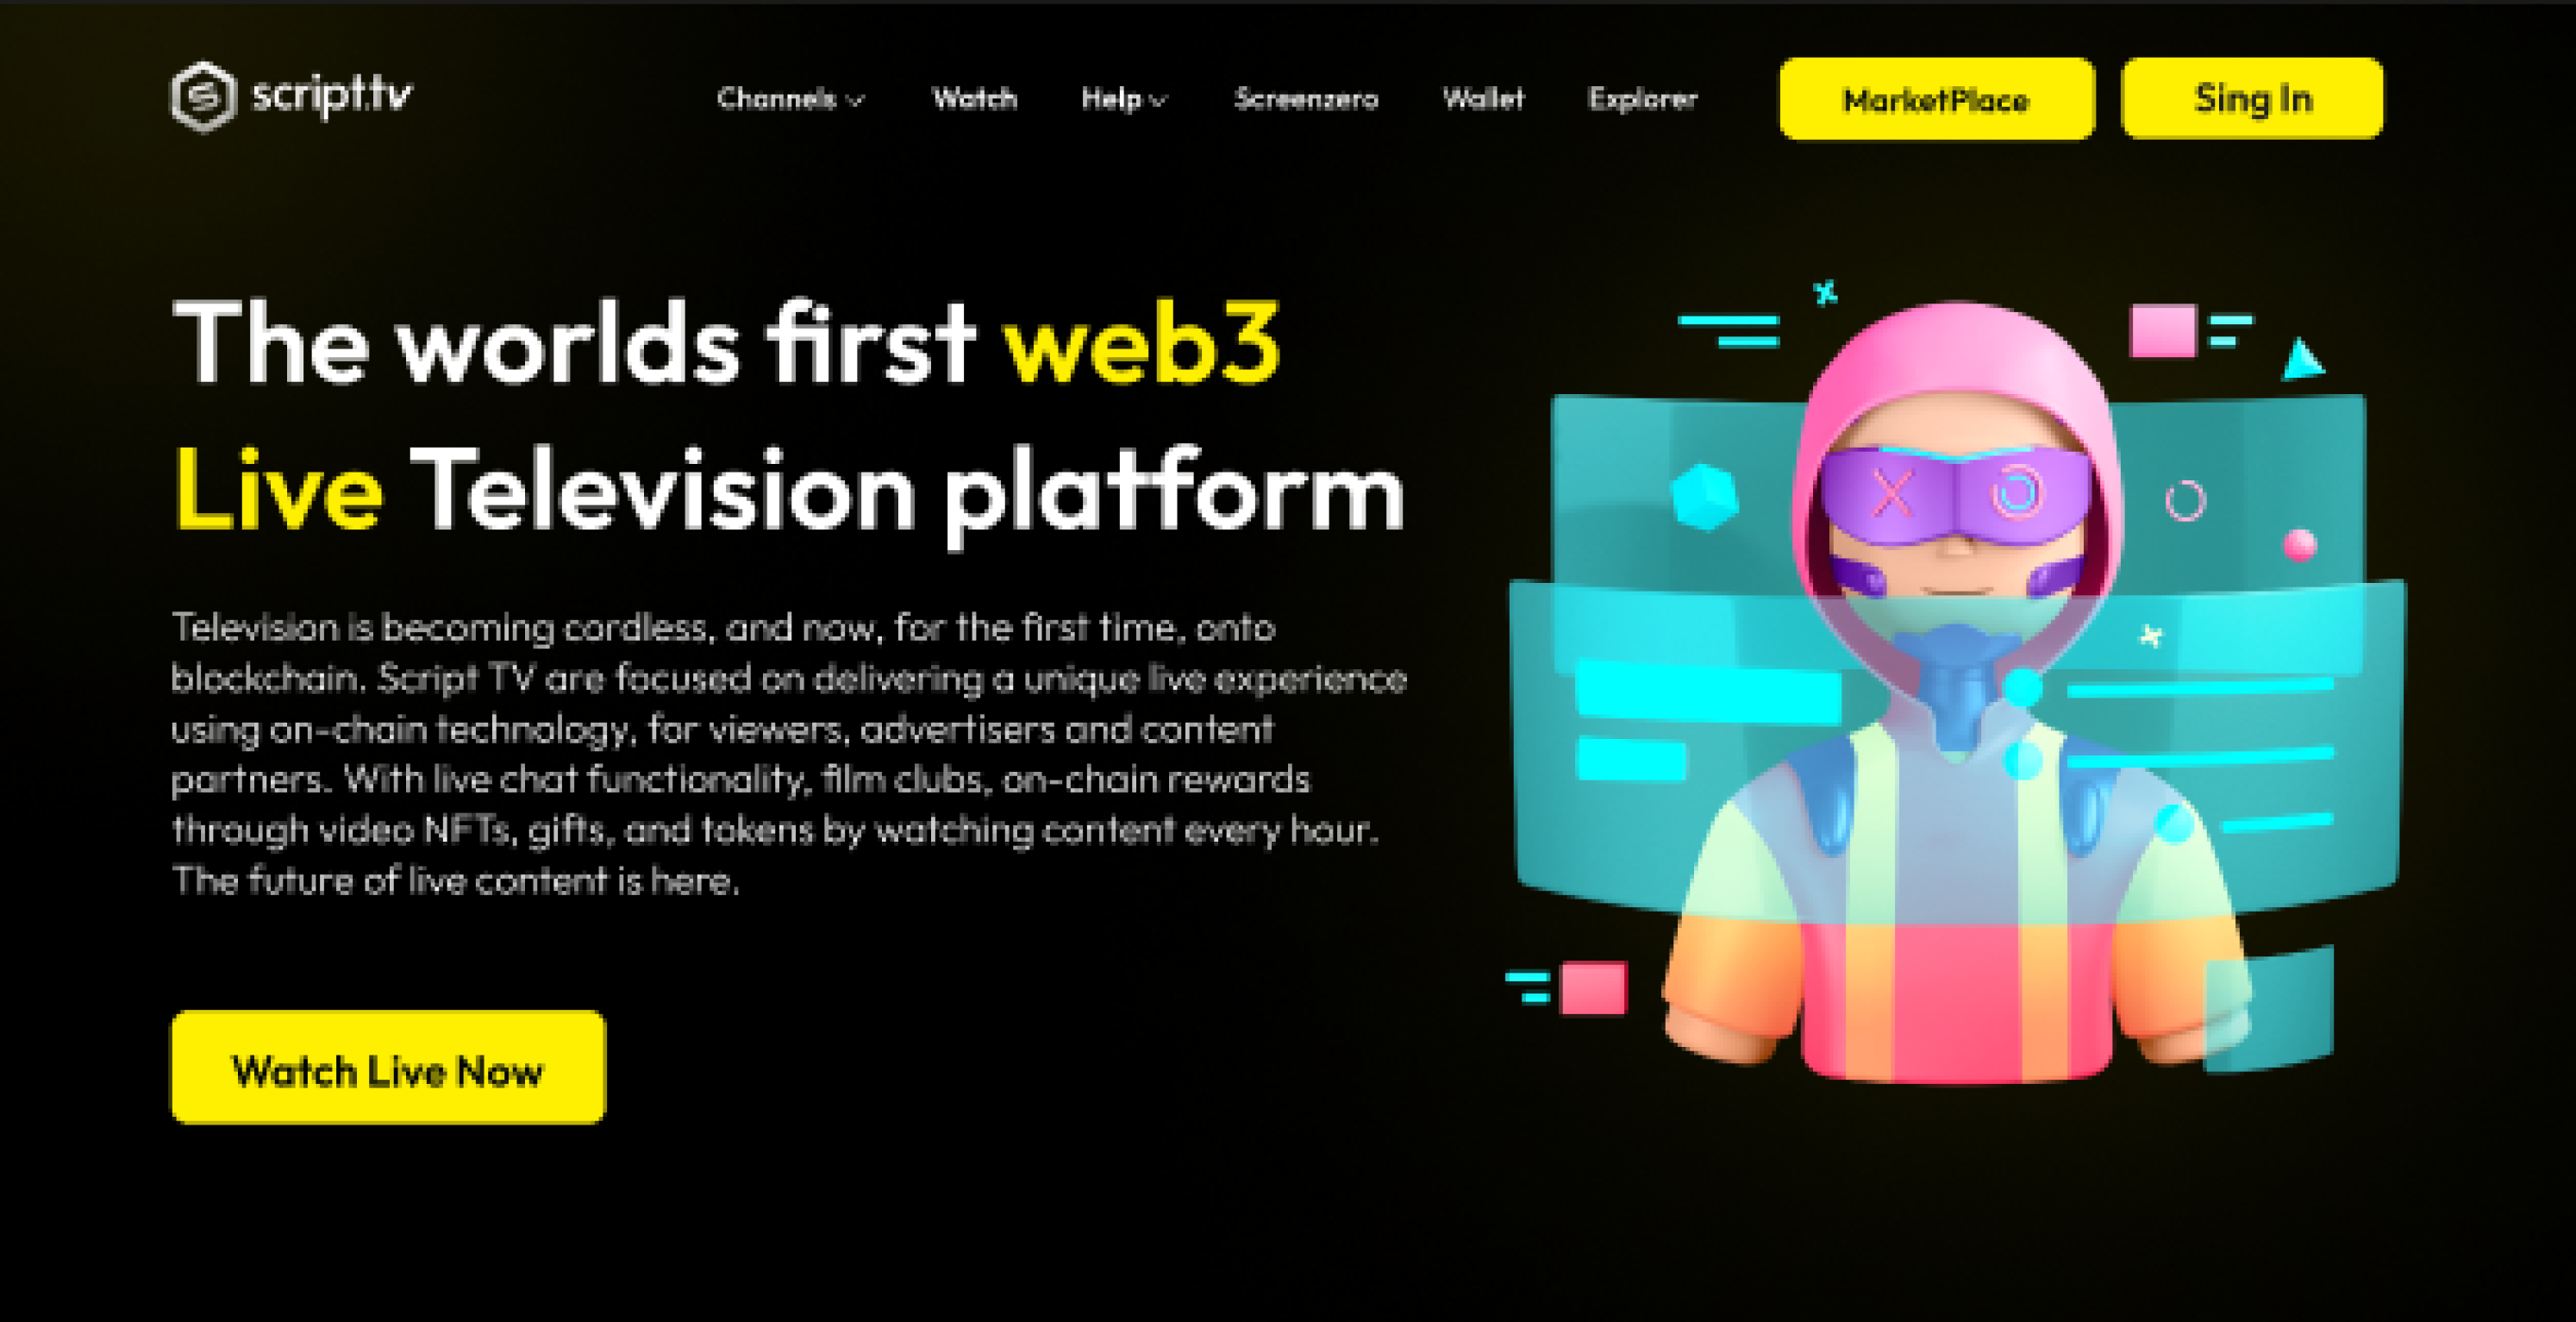 script.tv
Channels Watch Help Screenzero Wallet Explorer MarketPlace Sing In
The worlds first web3
Live Television platform
Television is becoming cordless, and now, for the first time, onto
blockchain. Script TV are focused on delivering a unique live experience
using on-chain technology, for viewers, advertisers and content
partners. With live chat functionality, film clubs, on-chain rewards
through video NFTs, gifts, and tokens by watching content every hour.
The future of live content is here.
Watch Live Now